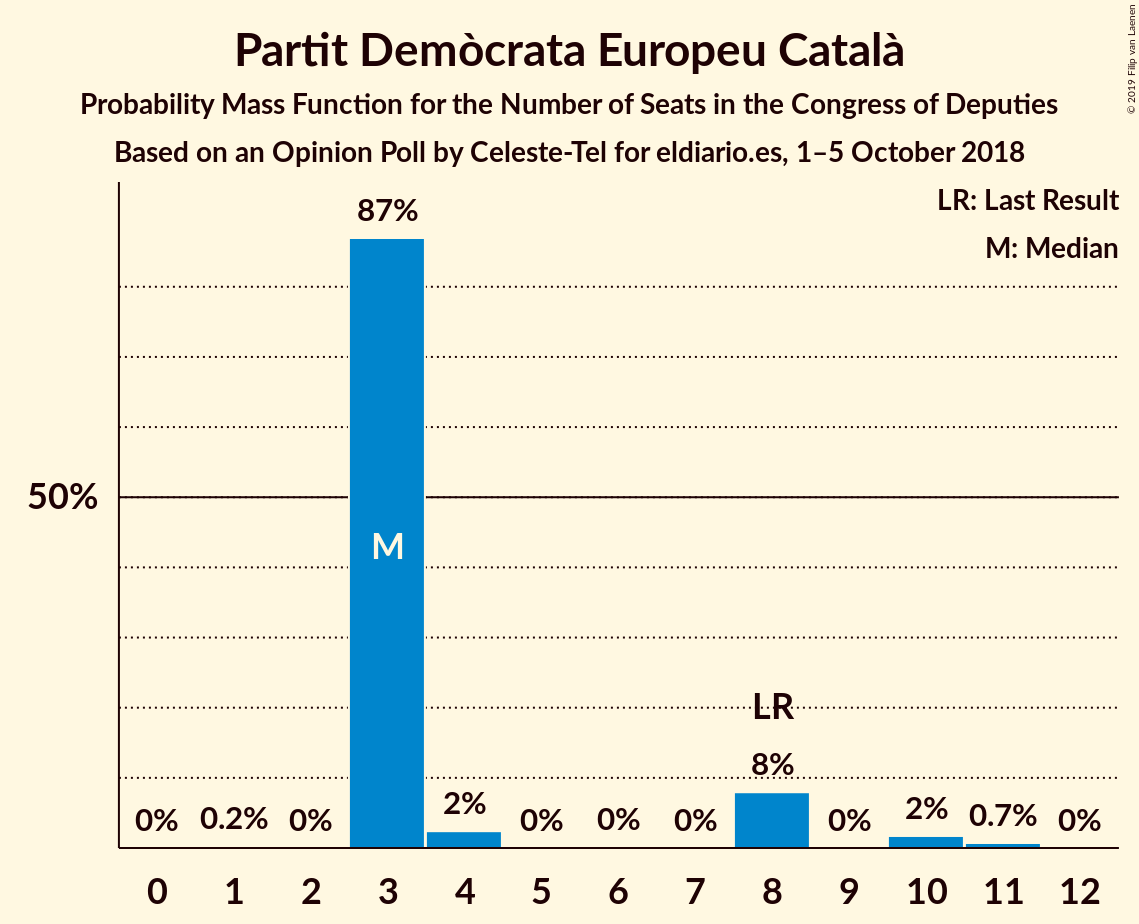 Partit Demòcrata Europeu Català
Probability Mass Function for the Number of Seats in the Congress of Deputies
Based on an Opinion Poll by Celeste-Tel for eldiario.es, 1–5 October 2018
© 2019 Filip van Laenen
LR: Last Result
M: Median
87%
50%
M
LR
8%
0% 0.2% 0% 2% 0% 0% 0% 0% 2% 0.7% 0%
0 1 2 3 4 5 6 7 8 9 10 11 12